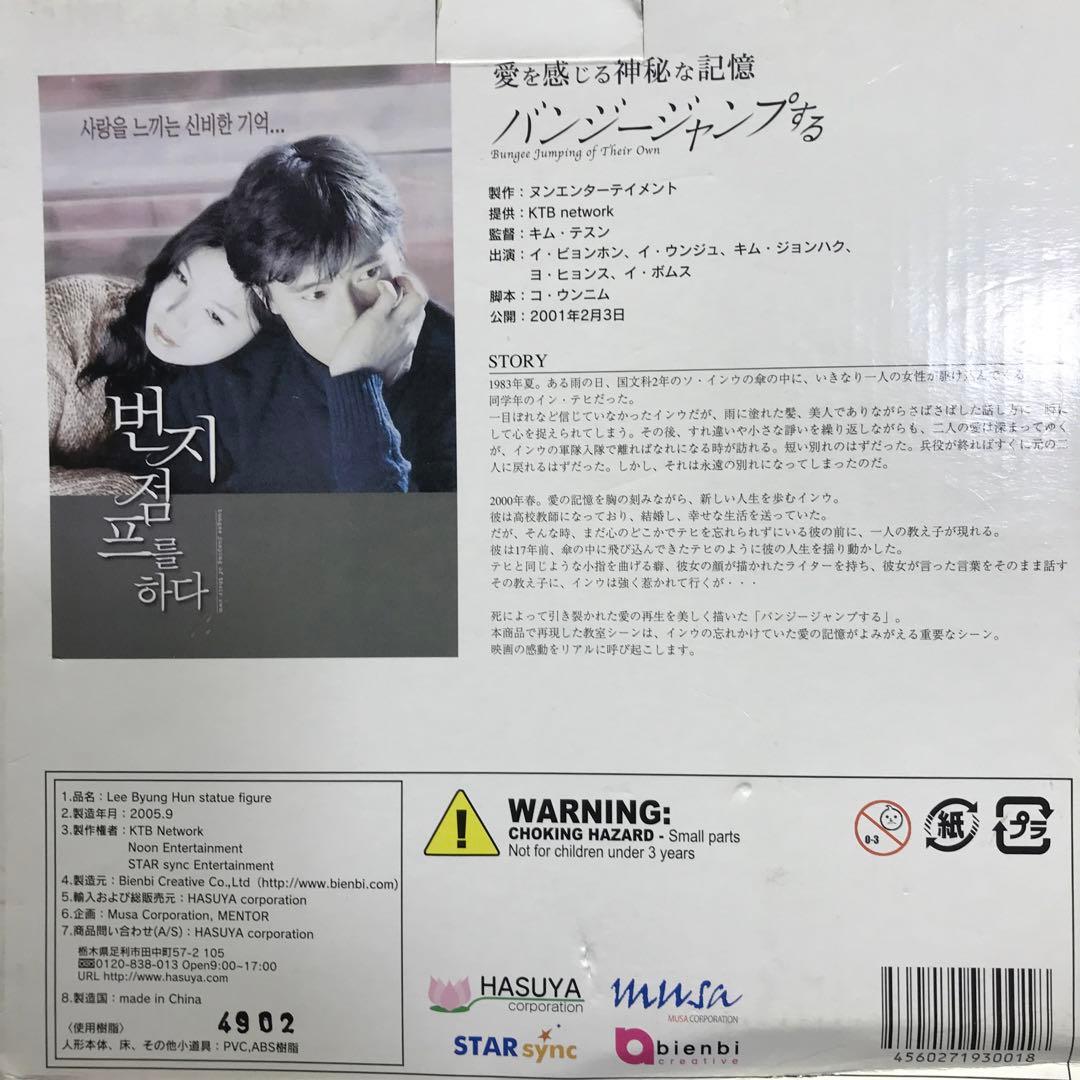 사랑을 느끼는 신비한 기억...
번지
점
프를
하다
bungee jumping of their own
愛を感じる神秘な記憶
バンジージャンプする
Bungee Jumping of Their Own
製作：ヌンエンターテイメント
提供：KTB network
監督：キム・テスン
出演：イ・ビョンホン、イ・ウンジュ、キム・ジョンハク、
ヨ・ヒョンス、イ・ボムス
脚本：コ・ウンニム
公開：2001年2月3日
STORY
1983年夏。ある雨の日、国文科2年のソ・インウの傘の中に、いきなり一人の女性が駆け込んでくる
同学年のイン・テヒだった。
一目ぼれなど信じていなかったインウだが、雨に塗れた髪、美人でありながらさばさばした話し方に一時に
して心を捉えられてしまう。その後、すれ違いや小さな諍いを繰り返しながらも、二人の愛は深まってゆく
が、インウの軍隊入隊で離ればなれになる時が訪れる。短い別れのはずだった。兵役が終ればすぐに元の二
人に戻れるはずだった。しかし、それは永遠の別れになってしまったのだ。
2000年春。愛の記憶を胸の刻みながら、新しい人生を歩むインウ。
彼は高校教師になっており、結婚し、幸せな生活を送っていた。
だが、そんな時、まだ心のどこかでテヒを忘れられずにいる彼の前に、一人の教え子が現れる。
彼は17年前、傘の中に飛び込んできたテヒのように彼の人生を揺り動かした。
テヒと同じような小指を曲げる癖、彼女の顔が描かれたライターを持ち、彼女が言った言葉をそのまま話す
その教え子に、インウは強く惹かれて行くが・・・
死によって引き裂かれた愛の再生を美しく描いた「バンジージャンプする」。
本商品で再現した教室シーンは、インウの忘れかけていた愛の記憶がよみがえる重要なシーン。
映画の感動をリアルに呼び起こします。
1.品名：Lee Byung Hun statue figure
2.製造年月：2005.9
3.製作権者：KTB Network
Noon Entertainment
STAR sync Entertainment
4.製造元：Bienbi Creative Co.,Ltd（http://www.bienbi.com）
5.輸入および総販売元：HASUYA corporation
6.企画：Musa Corporation, MENTOR
7.商品問い合わせ(A/S)：HASUYA corporation
栃木県足利市田中町57-2 105
0120-838-013 Open9:00~17:00
URL http://www.hasuya.com
8.製造国：made in China
〈使用樹脂〉
4902
人形本体、床、その他小道具：PVC,ABS樹脂
WARNING:
CHOKING HAZARD - Small parts
Not for children under 3 years
0-3
紙
プラ
HASUYA
corporation
musa
MUSA CORPORATION
STAR sync
bienbi
creative
4560271930018